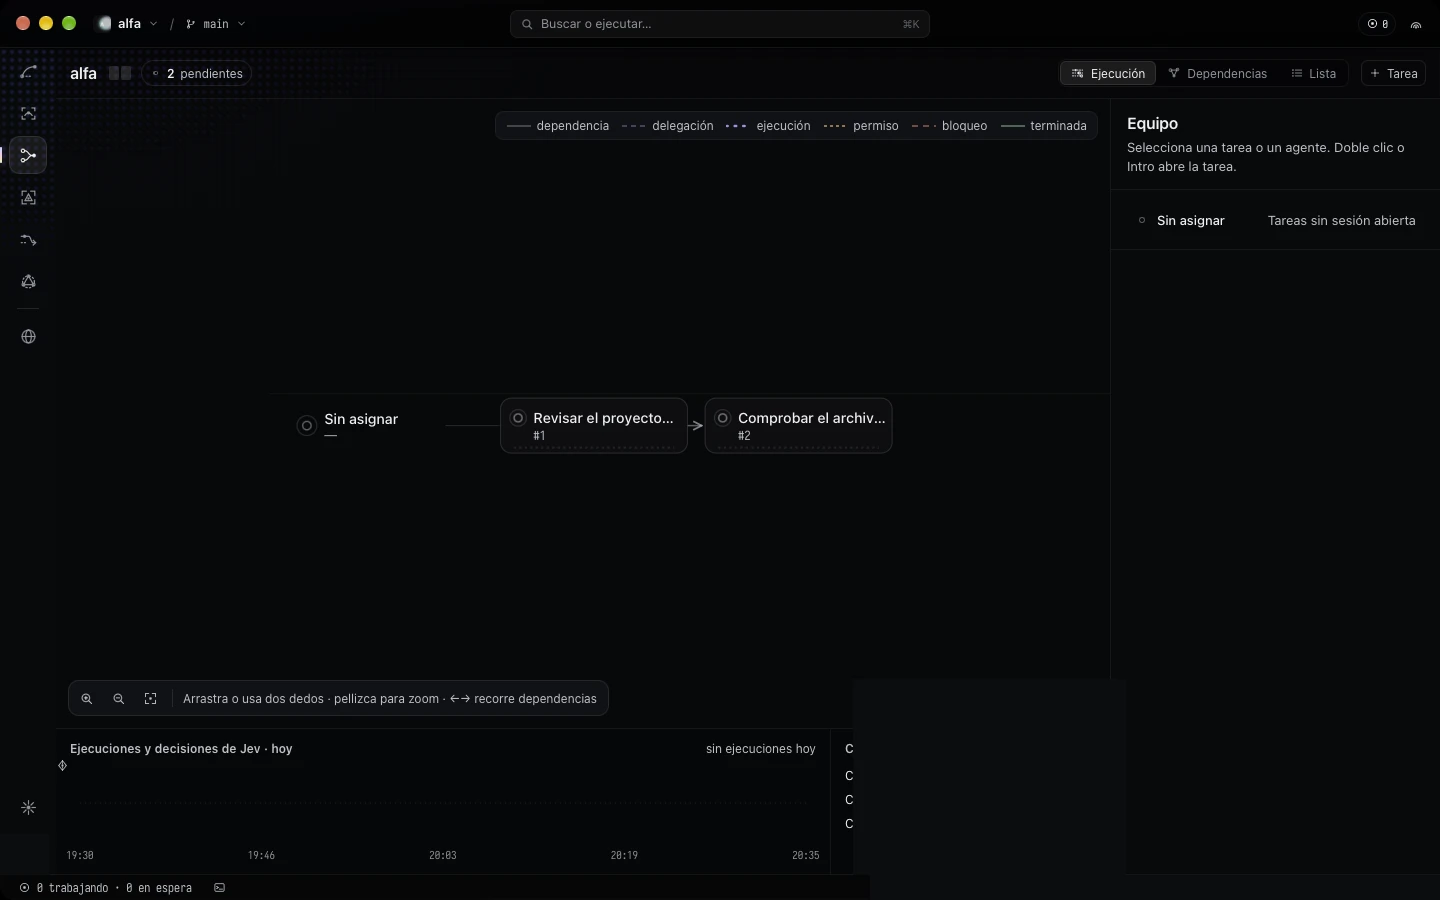 alfa / main
Buscar o ejecutar... ⌘K
0
alfa
2 pendientes
Ejecución
Dependencias
Lista
+ Tarea
dependencia
delegación
ejecución
permiso
bloqueo
terminada
Equipo
Selecciona una tarea o un agente. Doble clic o
Intro abre la tarea.
Sin asignar
Tareas sin sesión abierta
Sin asignar
—
Revisar el proyecto...
#1
Comprobar el archiv...
#2
Arrastra o usa dos dedos · pellizca para zoom · ←→ recorre dependencias
Ejecuciones y decisiones de Jev · hoy
sin ejecuciones hoy
C
C
C
C
19:30 19:46 20:03 20:19 20:35
0 trabajando · 0 en espera